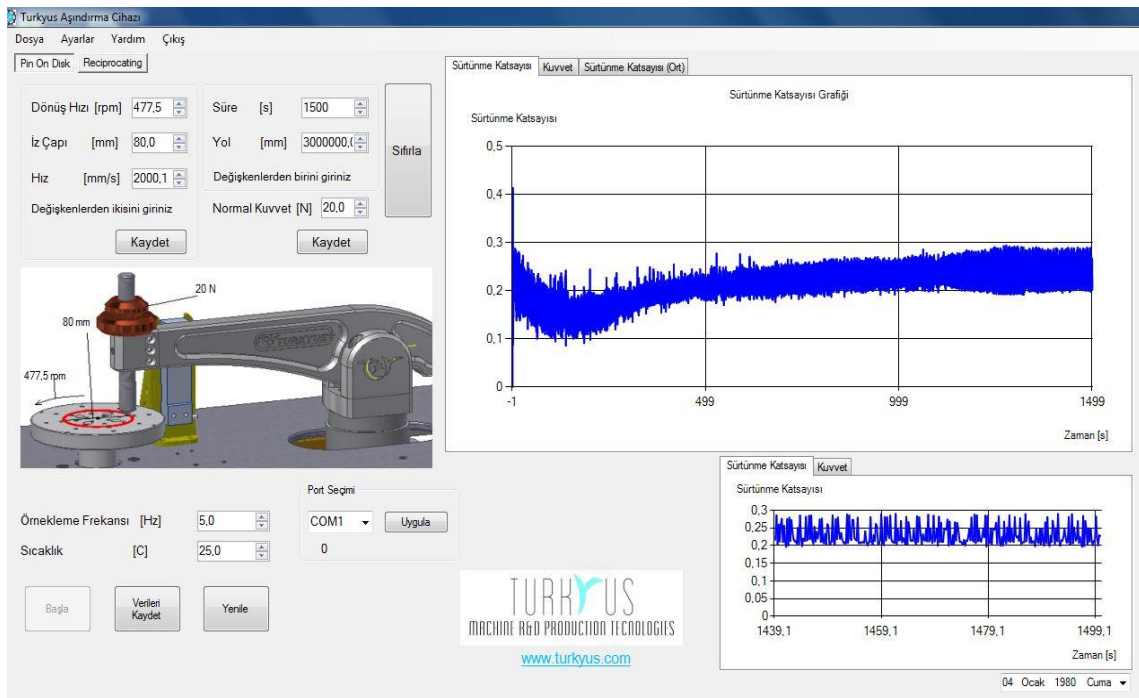 Turkyus Aşındırma Cihazı
Dosya Ayarlar Yardım Çıkış
Pin On Disk Reciprocating
Dönüş Hızı [rpm] 477,5
İz Çapı [mm] 80,0
Hız [mm/s] 2000,1
Değişkenlerden ikisini giriniz
Kaydet
Süre [s] 1500
Yol [mm] 3000000,(
Değişkenlerden birini giriniz
Normal Kuvvet [N] 20,0
Kaydet
Sıfırla
Sürtünme Katsayısı Kuvvet Sürtünme Katsayısı (Ort)
Sürtünme Katsayısı Grafiği
Sürtünme Katsayısı
0,5
0,4
0,3
0,2
0,1
0
-1 499 999 1499
Zaman [s]
20 N
80 mm
477,5 rpm
TURKYUS
Örnekleme Frekansı [Hz] 5,0
Sıcaklık [C] 25,0
Port Seçimi
COM1 Uygula
0
Başla
Verileri
Kaydet
Yenile
TURKYUS
MACHINE R&D PRODUCTION TECNOLOGIES
www.turkyus.com
Sürtünme Katsayısı Kuvvet
Sürtünme Katsayısı
0,3
0,25
0,2
0,15
0,1
0,05
0
1439,1 1459,1 1479,1 1499,1
Zaman [s]
04 Ocak 1980 Cuma